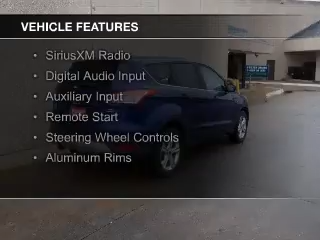 VEHICLE FEATURES
• SiriusXM Radio
• Digital Audio Input
• Auxiliary Input
• Remote Start
• Steering Wheel Controls
• Aluminum Rims